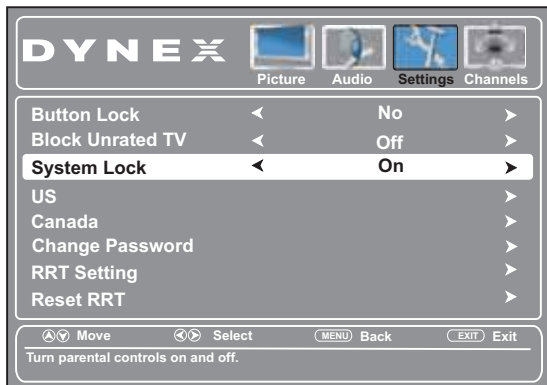 DYNEX
Picture Audio Settings Channels
Button Lock No
Block Unrated TV Off
System Lock On
US
Canada
Change Password
RRT Setting
Reset RRT
Move Select MENU Back EXIT Exit
Turn parental controls on and off.